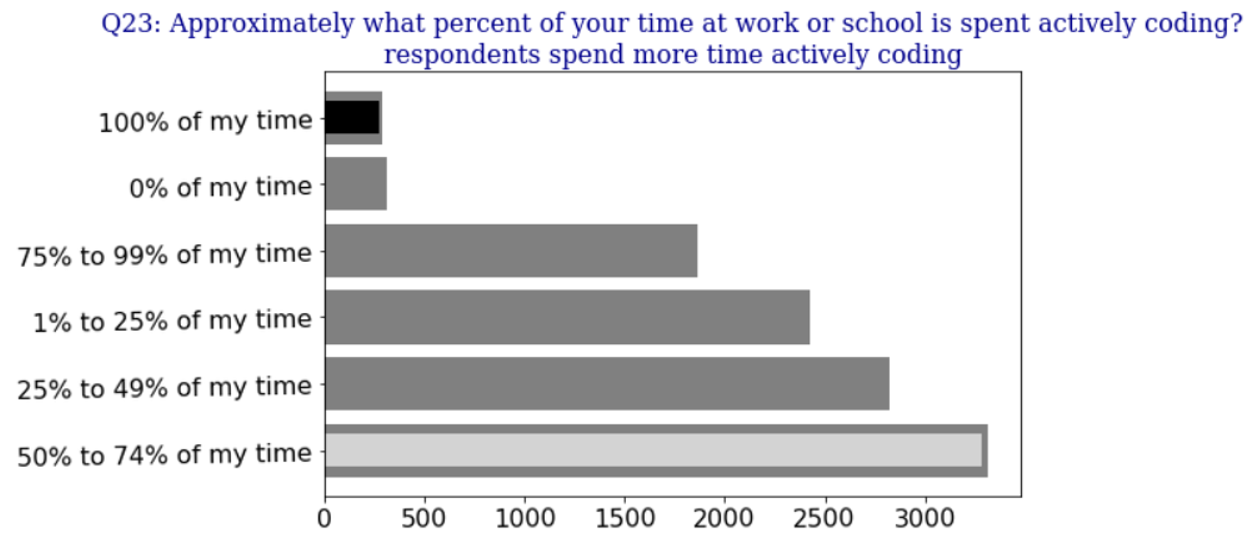 Q23: Approximately what percent of your time at work or school is spent actively coding?
respondents spend more time actively coding
100% of my time
0% of my time
75% to 99% of my time
1% to 25% of my time
25% to 49% of my time
50% to 74% of my time
0 500 1000 1500 2000 2500 3000